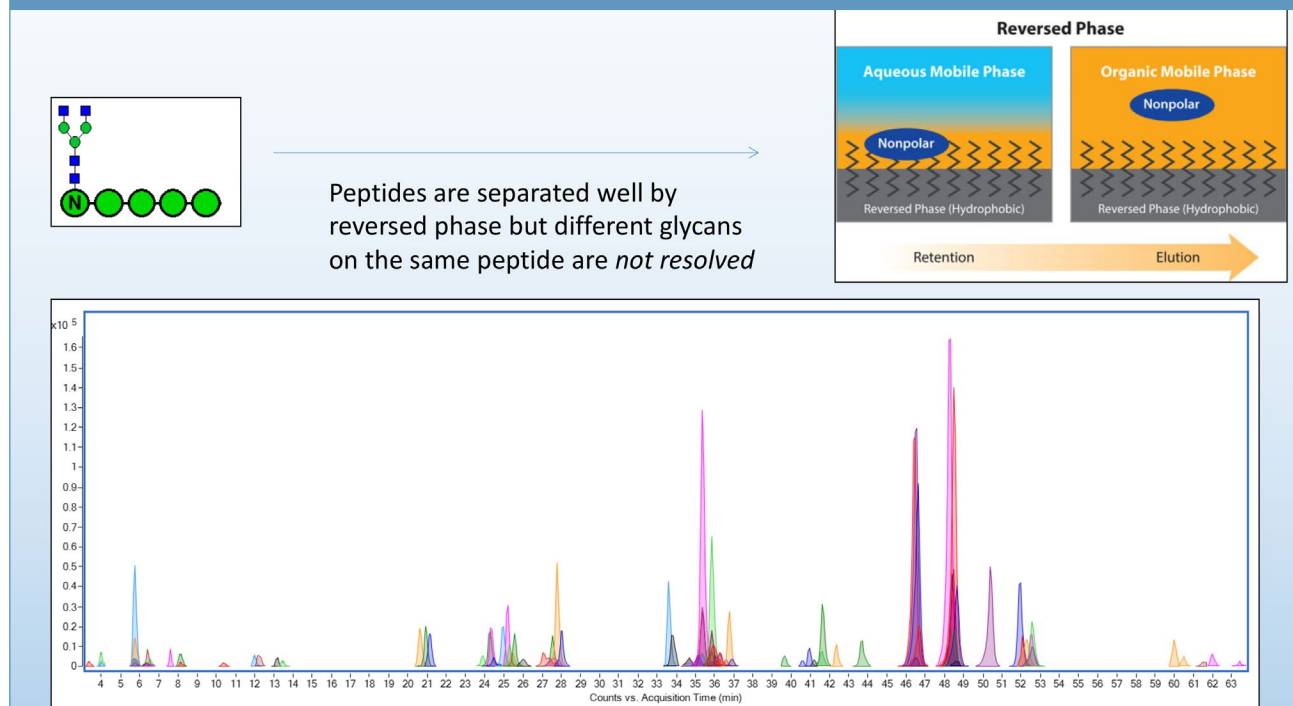 Reversed Phase
Aqueous Mobile Phase
Organic Mobile Phase
Nonpolar
Nonpolar
Reversed Phase (Hydrophobic)
Reversed Phase (Hydrophobic)
Retention
Elution
N
Peptides are separated well by
reversed phase but different glycans
on the same peptide are not resolved
x10 5
1.6
1.5
1.4
1.3
1.2
1.1
1
0.9
0.8
0.7
0.6
0.5
0.4
0.3
0.2
0.1
0
4 5 6 7 8 9 10 11 12 13 14 15 16 17 18 19 20 21 22 23 24 25 26 27 28 29 30 31 32 33 34 35 36 37 38 39 40 41 42 43 44 45 46 47 48 49 50 51 52 53 54 55 56 57 58 59 60 61 62 63
Counts vs. Acquisition Time (min)